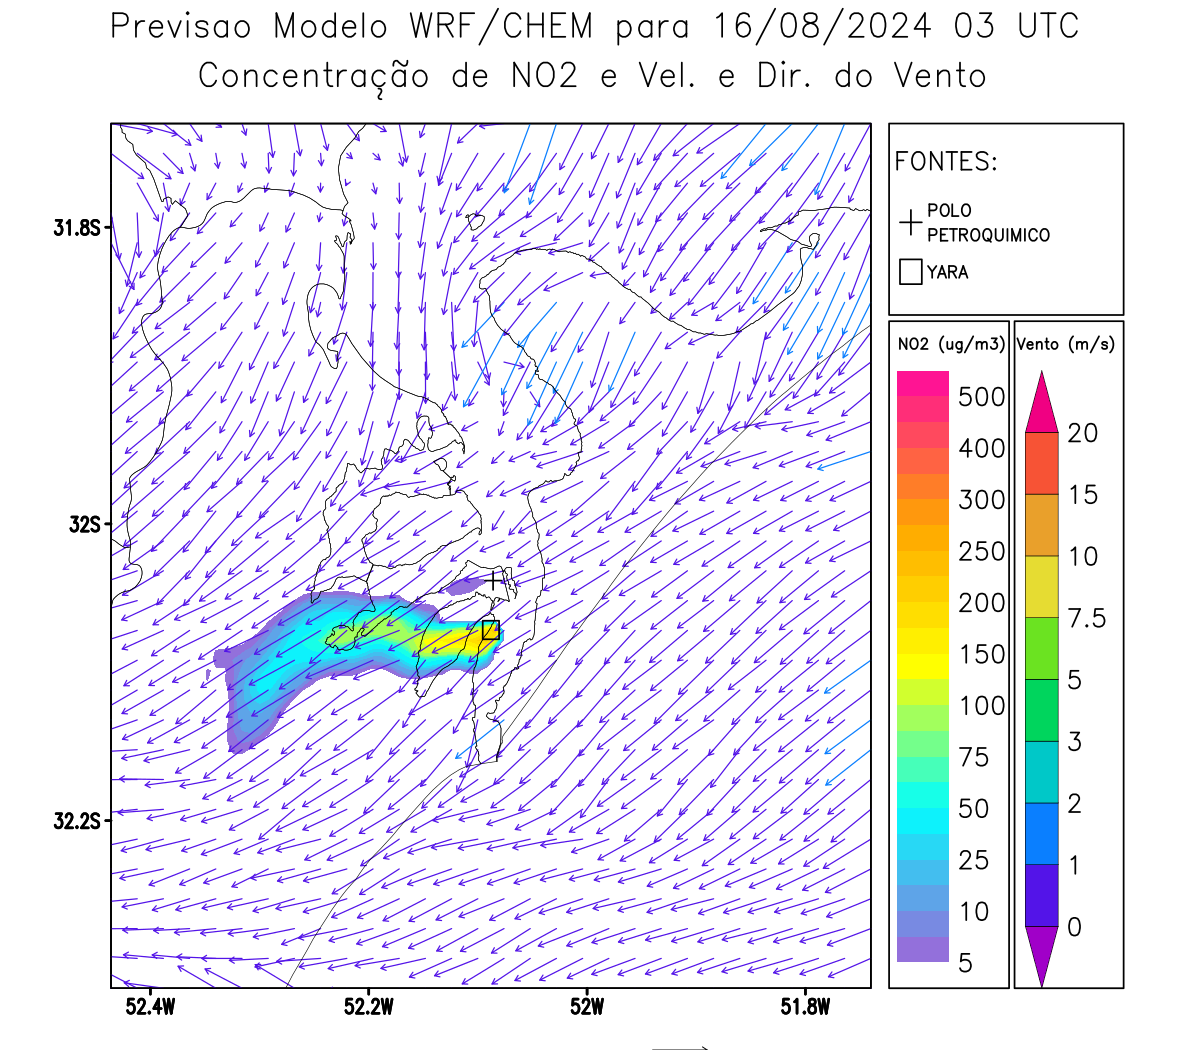 Previsao Modelo WRF/CHEM para 16/08/2024 03 UTC
Concentração de NO2 e Vel. e Dir. do Vento
FONTES:
POLO
PETROQUIMICO
YARA
31.8S
32S
32.2S
52.4W
52.2W
52W
51.8W
NO2 (ug/m3)
500
400
300
250
200
150
100
75
50
25
10
5
Vento (m/s)
20
15
10
7.5
5
3
2
1
0